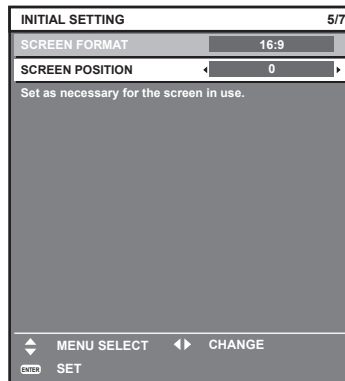 INITIAL SETTING 5/7
SCREEN FORMAT 16:9
SCREEN POSITION 0
Set as necessary for the screen in use.
MENU SELECT CHANGE
ENTER SET